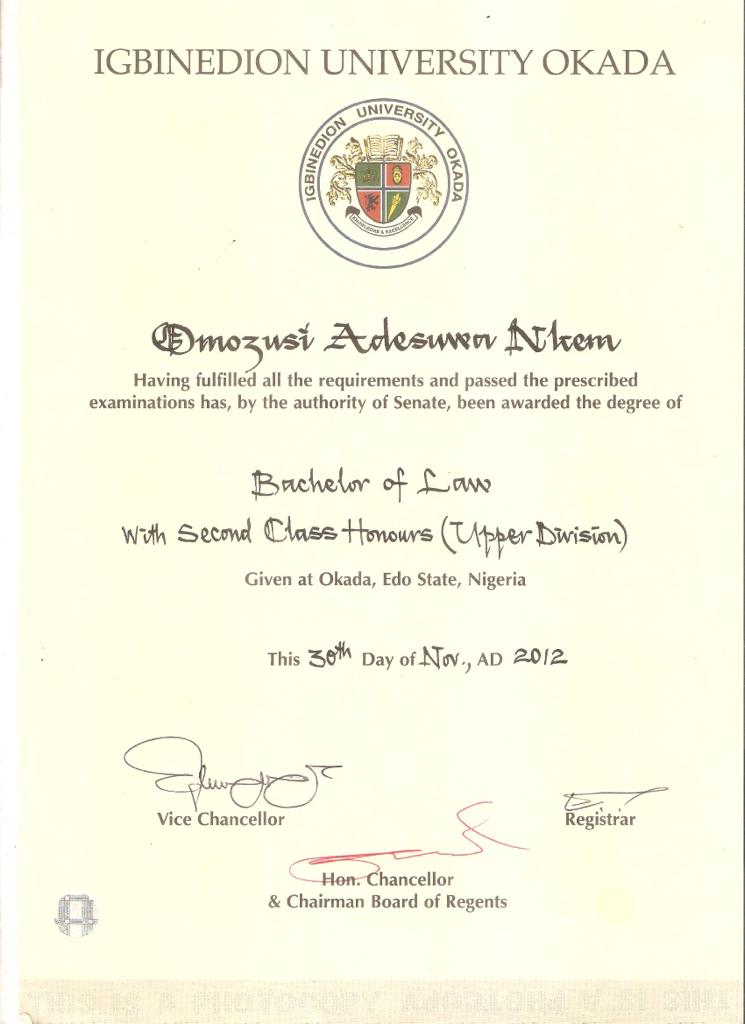 IGBINEDION UNIVERSITY OKADA
IGBINEDION UNIVERSITY OKADA
KNOWLEDGE & EXCELLENCE
Omozusi Adesuwa Nkem
Having fulfilled all the requirements and passed the prescribed
examinations has, by the authority of Senate, been awarded the degree of
Bachelor of Law
With Second Class Honours (Upper Division)
Given at Okada, Edo State, Nigeria
This 30th Day of Nov., AD 2012
Vice Chancellor
Registrar
Hon. Chancellor
& Chairman Board of Regents
THIS IS A PHOTOCOPY